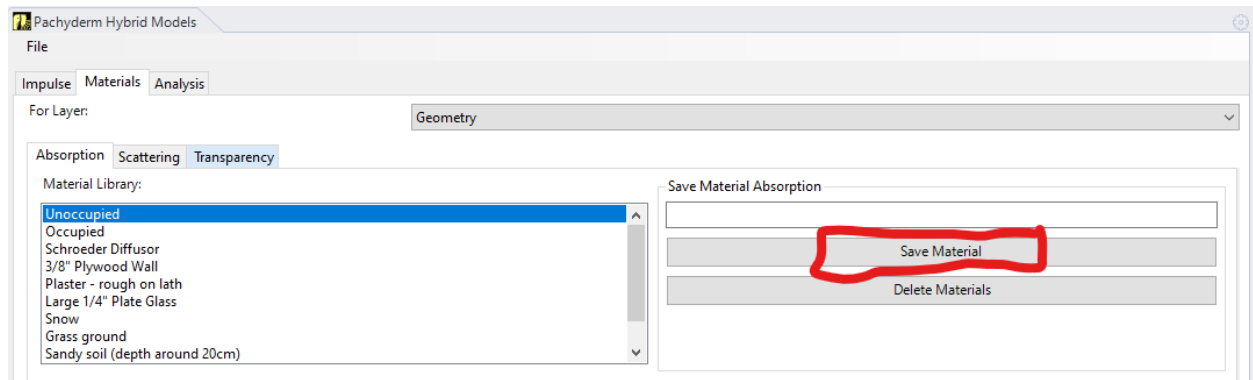 Pachyderm Hybrid Models
File
Impulse Materials Analysis
For Layer: Geometry
Absorption Scattering Transparency
Material Library:
Unoccupied
Occupied
Schroeder Diffusor
3/8" Plywood Wall
Plaster - rough on lath
Large 1/4" Plate Glass
Snow
Grass ground
Sandy soil (depth around 20cm)
Save Material Absorption
Save Material
Delete Materials